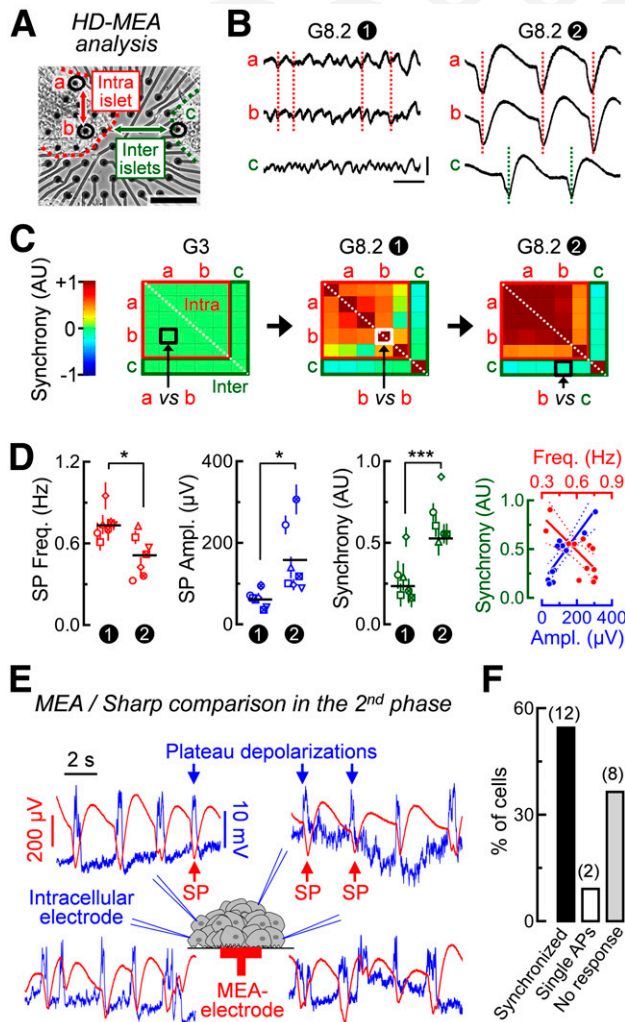 A
HD-MEA
analysis
a
Intra
islet
b
c
Inter
islets
B
G8.2 ❶
G8.2 ❷
a
b
c
C
G3
G8.2 ❶
G8.2 ❷
Synchrony (AU)
+1
0
-1
a b c
a
b
c
Intra
Inter
a vs b
a b c
a
b
c
b vs b
a b c
a
b
c
b vs c
D
SP Freq. (Hz)
1.2
0.6
0.0
*
❶ ❷
SP Ampl. (µV)
400
200
0
*
❶ ❷
Synchrony (AU)
1.0
0.5
0.0
***
❶ ❷
Freq. (Hz)
0.3 0.6 0.9
Synchrony (AU)
1.0
0.5
0.0
0 200 400
Ampl. (µV)
E
MEA / Sharp comparison in the 2nd phase
2 s
Plateau depolarizations
200 µV
10 mV
SP
SP
SP
Intracellular
electrode
MEA-
electrode
F
% of cells
60
30
0
(12)
(2)
(8)
Synchronized
Single APs
No response